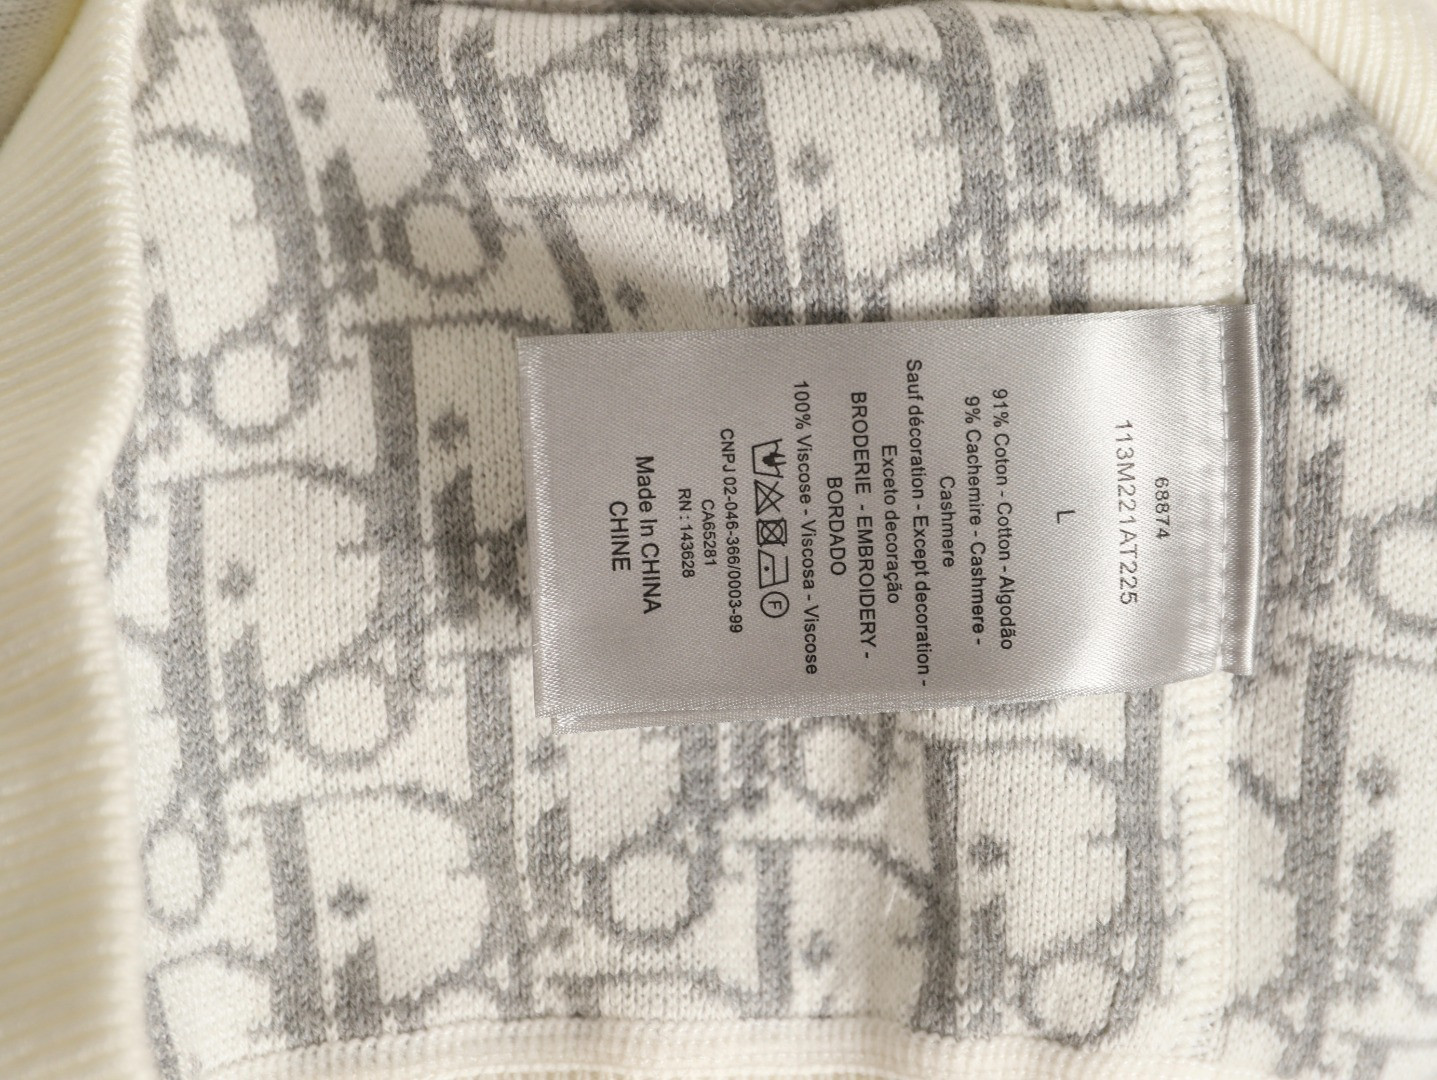 68874
113M221AT225
L
91% Coton - Cotton - Algodão
9% Cachemire - Cashmere -
Cashmere
Sauf décoration - Except decoration -
Exceto decoração
BRODERIE - EMBROIDERY -
BORDADO
100% Viscose - Viscosa - Viscose
F
CNPJ 02-046-366/0003-99
CA65281
RN : 143628
Made In CHINA
CHINE